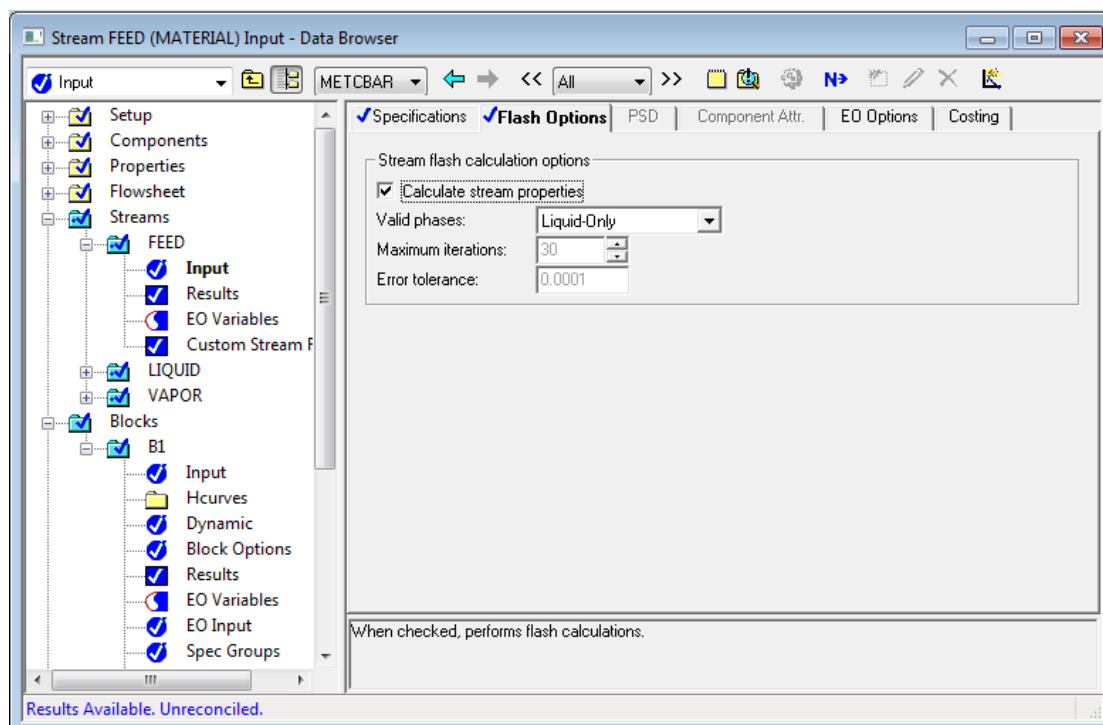 Stream FEED (MATERIAL) Input - Data Browser
Input
METCBAR
<< All >>
N
Setup
Components
Properties
Flowsheet
Streams
FEED
Input
Results
EO Variables
Custom Stream F
LIQUID
VAPOR
Blocks
B1
Input
Hcurves
Dynamic
Block Options
Results
EO Variables
EO Input
Spec Groups
Specifications Flash Options PSD Component Attr. EO Options Costing
Stream flash calculation options
Calculate stream properties
Valid phases: Liquid-Only
Maximum iterations: 30
Error tolerance: 0.0001
When checked, performs flash calculations.
Results Available. Unreconciled.